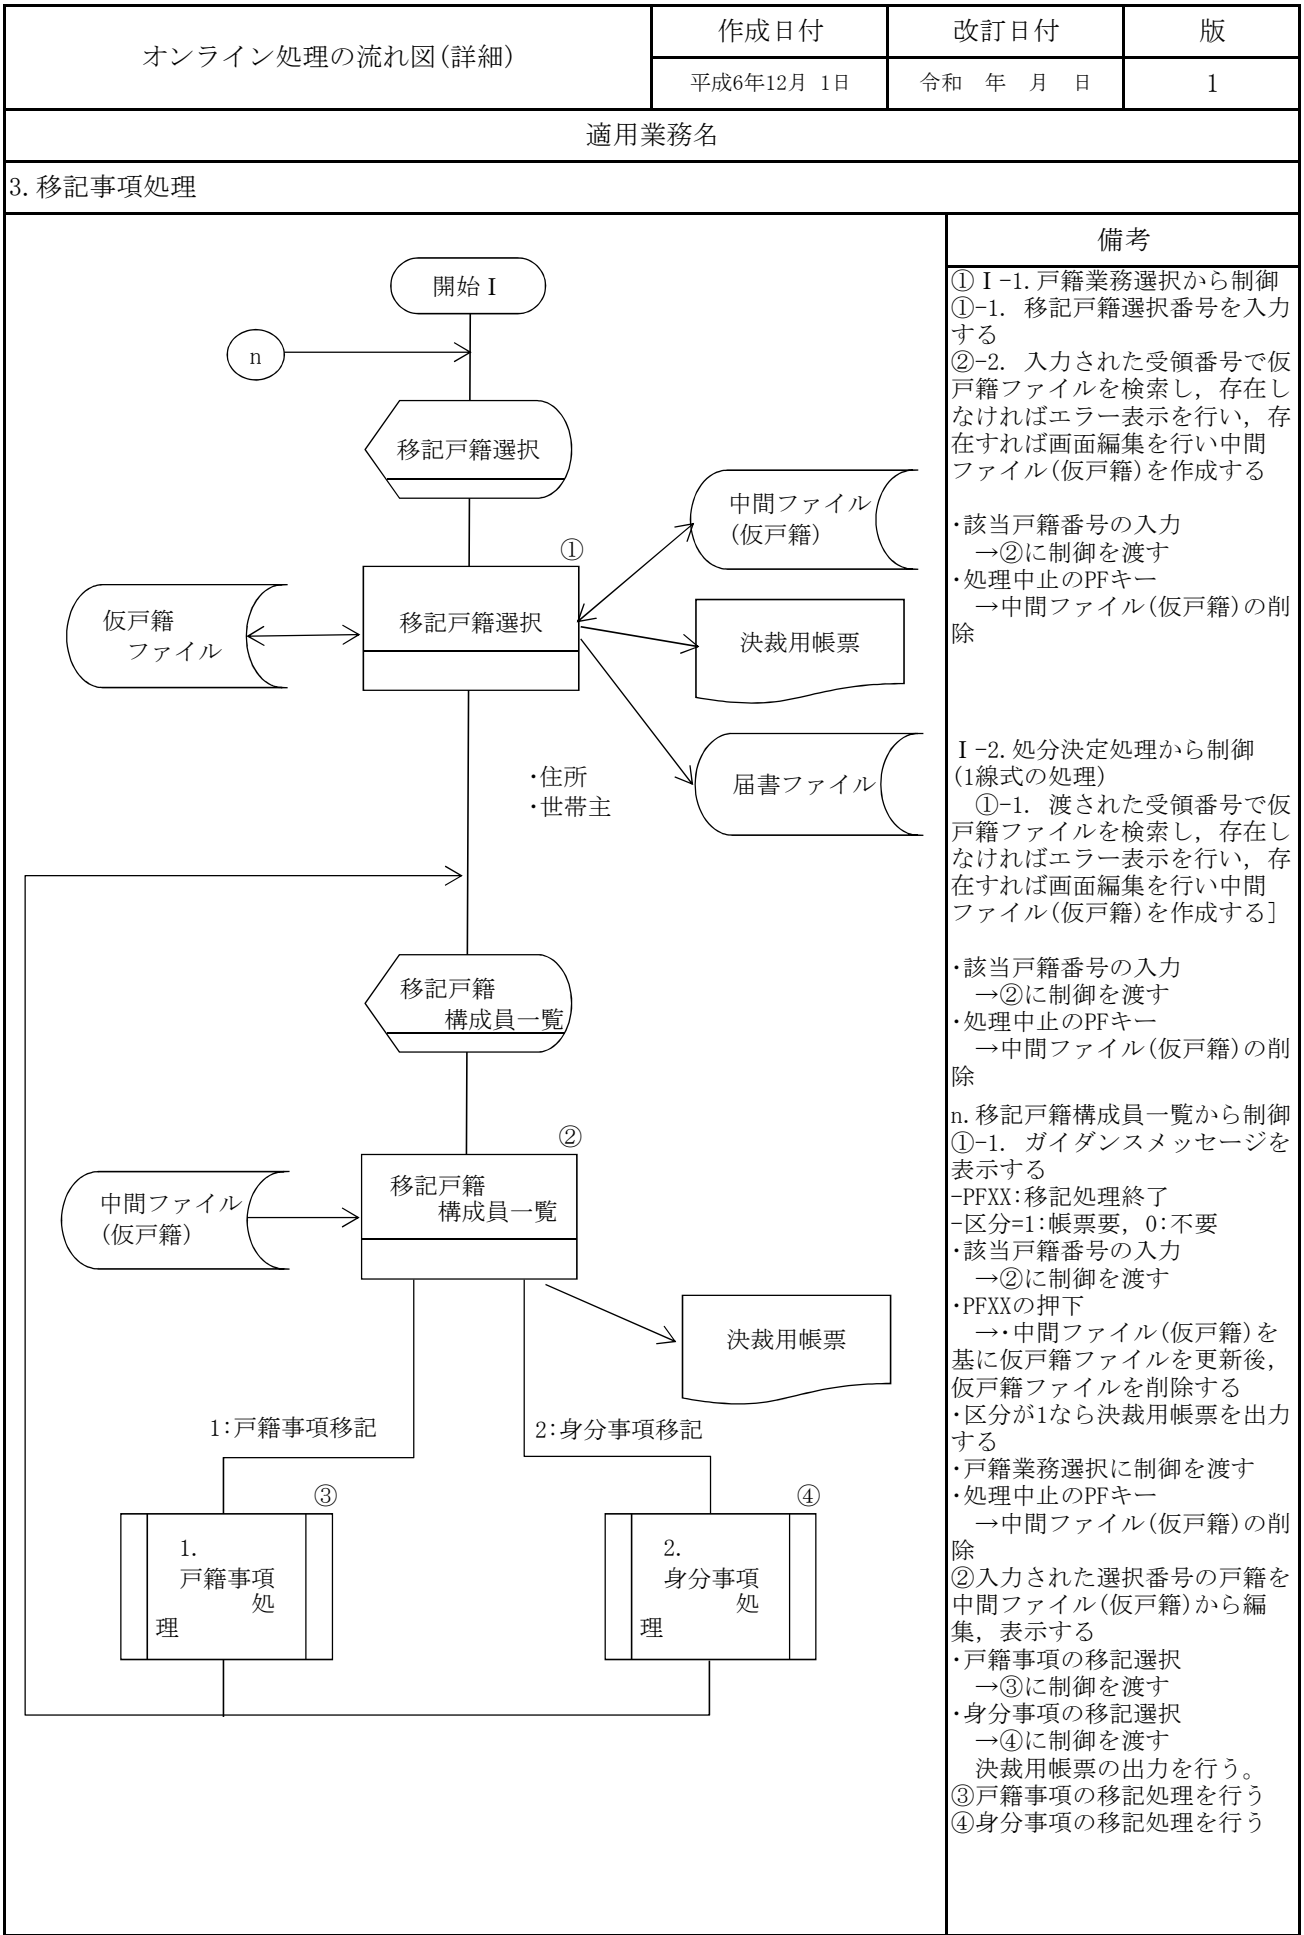 オンライン処理の流れ図(詳細)
作成日付
改訂日付
版
平成6年12月 1日
令和 年 月 日
1
適用業務名
3.移記事項処理
開始Ⅰ
n
移記戸籍選択
中間ファイル
(仮戸籍)
①
仮戸籍
ファイル
移記戸籍選択
決裁用帳票
・住所
・世帯主
届書ファイル
移記戸籍
構成員一覧
②
中間ファイル
(仮戸籍)
移記戸籍
構成員一覧
決裁用帳票
1:戸籍事項移記
2:身分事項移記
③
④
1.
戸籍事項
処
理
2.
身分事項
処
理
備考
①Ⅰ-1.戸籍業務選択から制御
①-1. 移記戸籍選択番号を入力
する
②-2. 入力された受領番号で仮
戸籍ファイルを検索し，存在し
なければエラー表示を行い，存
在すれば画面編集を行い中間
ファイル(仮戸籍)を作成する
・該当戸籍番号の入力
→②に制御を渡す
・処理中止のPFキー
→中間ファイル(仮戸籍)の削
除
Ⅰ-2.処分決定処理から制御
(1線式の処理)
①-1. 渡された受領番号で仮
戸籍ファイルを検索し，存在し
なければエラー表示を行い，存
在すれば画面編集を行い中間
ファイル(仮戸籍)を作成する]
・該当戸籍番号の入力
→②に制御を渡す
・処理中止のPFキー
→中間ファイル(仮戸籍)の削
除
n.移記戸籍構成員一覧から制御
①-1. ガイダンスメッセージを
表示する
-PFXX:移記処理終了
-区分=1:帳票要，0:不要
・該当戸籍番号の入力
→②に制御を渡す
・PFXXの押下
→・中間ファイル(仮戸籍)を
基に仮戸籍ファイルを更新後，
仮戸籍ファイルを削除する
・区分が1なら決裁用帳票を出力
する
・戸籍業務選択に制御を渡す
・処理中止のPFキー
→中間ファイル(仮戸籍)の削
除
②入力された選択番号の戸籍を
中間ファイル(仮戸籍)から編
集，表示する
・戸籍事項の移記選択
→③に制御を渡す
・身分事項の移記選択
→④に制御を渡す
決裁用帳票の出力を行う。
③戸籍事項の移記処理を行う
④身分事項の移記処理を行う